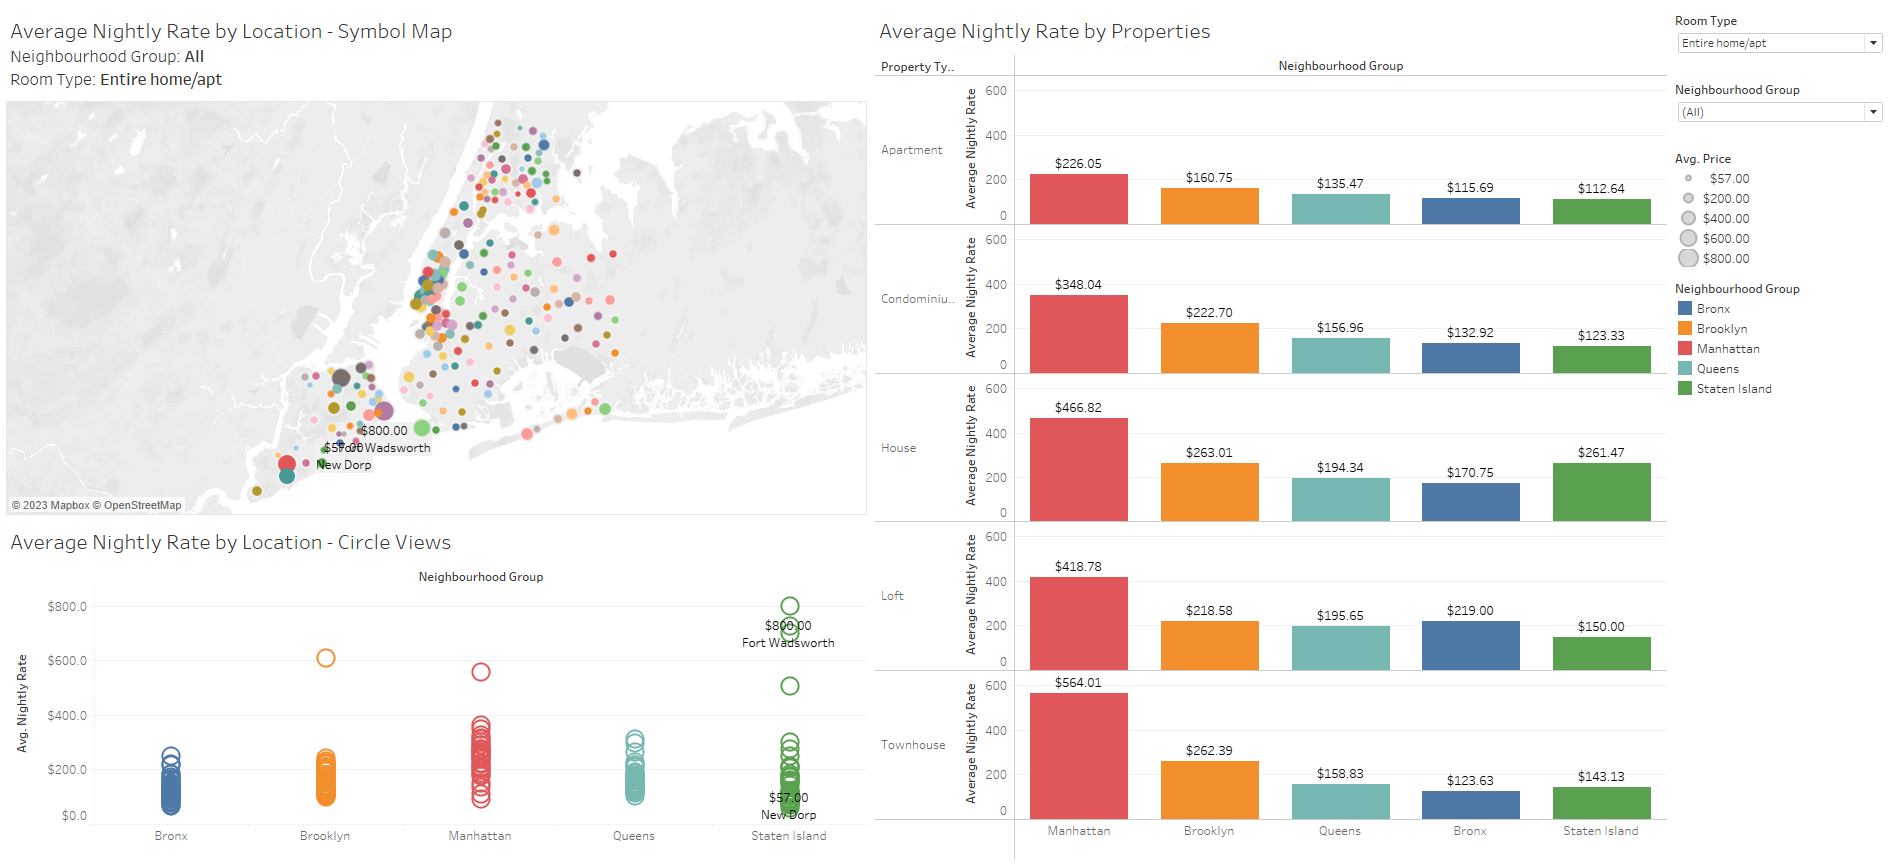 Average Nightly Rate by Location - Symbol Map
Neighbourhood Group: All
Room Type: Entire home/apt
$800.00
Fort Wadsworth
$57.00
New Dorp
© 2023 Mapbox © OpenStreetMap
Average Nightly Rate by Location - Circle Views
Neighbourhood Group
Avg. Nightly Rate
$800.0
$600.0
$400.0
$200.0
$0.0
$800.00
Fort Wadsworth
$57.00
New Dorp
Bronx Brooklyn Manhattan Queens Staten Island
Average Nightly Rate by Properties
Property Ty.. Neighbourhood Group
Apartment
Average Nightly Rate
600
400
200
0
$226.05 $160.75 $135.47 $115.69 $112.64
Condominiu..
Average Nightly Rate
600
400
200
0
$348.04 $222.70 $156.96 $132.92 $123.33
House
Average Nightly Rate
600
400
200
0
$466.82 $263.01 $194.34 $170.75 $261.47
Loft
Average Nightly Rate
600
400
200
0
$418.78 $218.58 $195.65 $219.00 $150.00
Townhouse
Average Nightly Rate
600
400
200
0
$564.01 $262.39 $158.83 $123.63 $143.13
Manhattan Brooklyn Queens Bronx Staten Island
Room Type
Entire home/apt
Neighbourhood Group
(All)
Avg. Price
$57.00
$200.00
$400.00
$600.00
$800.00
Neighbourhood Group
Bronx
Brooklyn
Manhattan
Queens
Staten Island